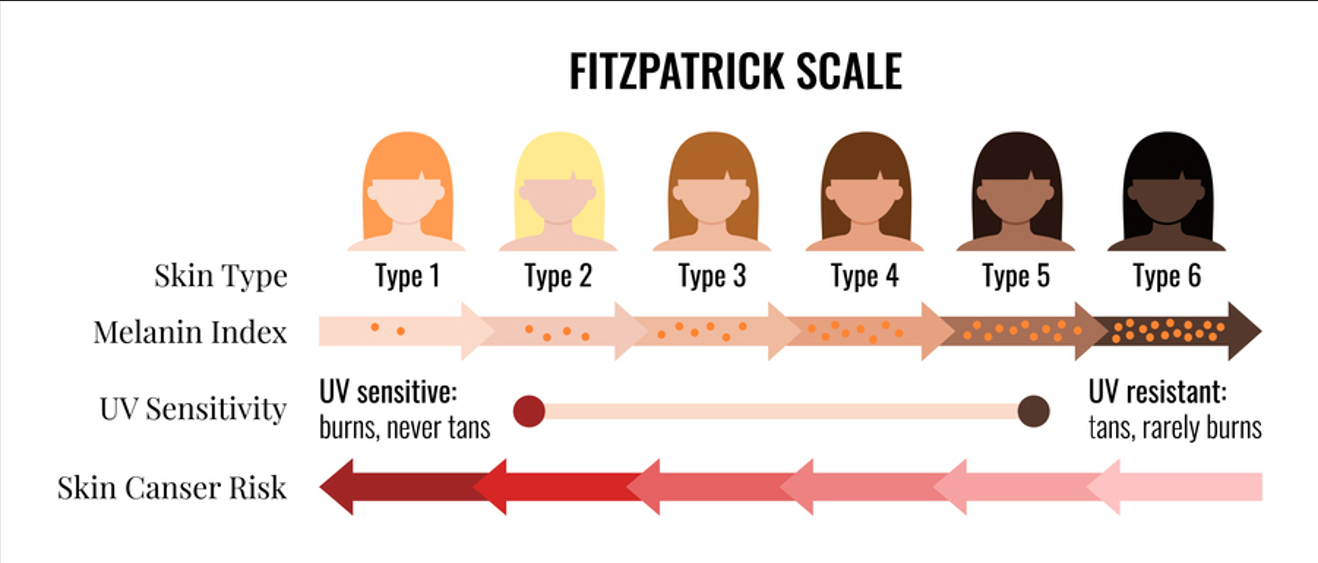 FITZPATRICK SCALE
Skin Type
Type 1
Type 2
Type 3
Type 4
Type 5
Type 6
Melanin Index
UV Sensitivity
UV sensitive:
burns, never tans
UV resistant:
tans, rarely burns
Skin Canser Risk